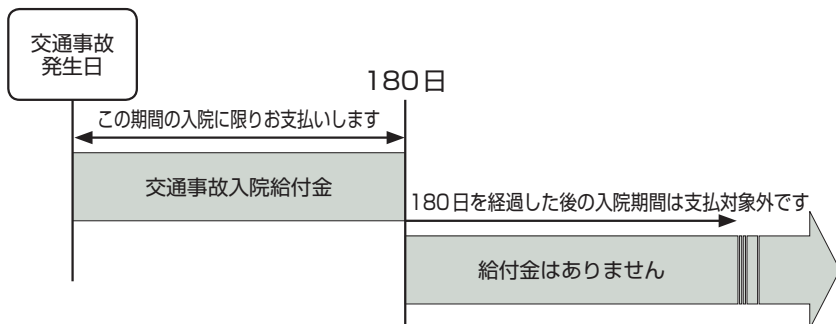 交通事故
発生日
180日
この期間の入院に限りお支払いします
交通事故入院給付金
180日を経過した後の入院期間は支払対象外です
給付金はありません